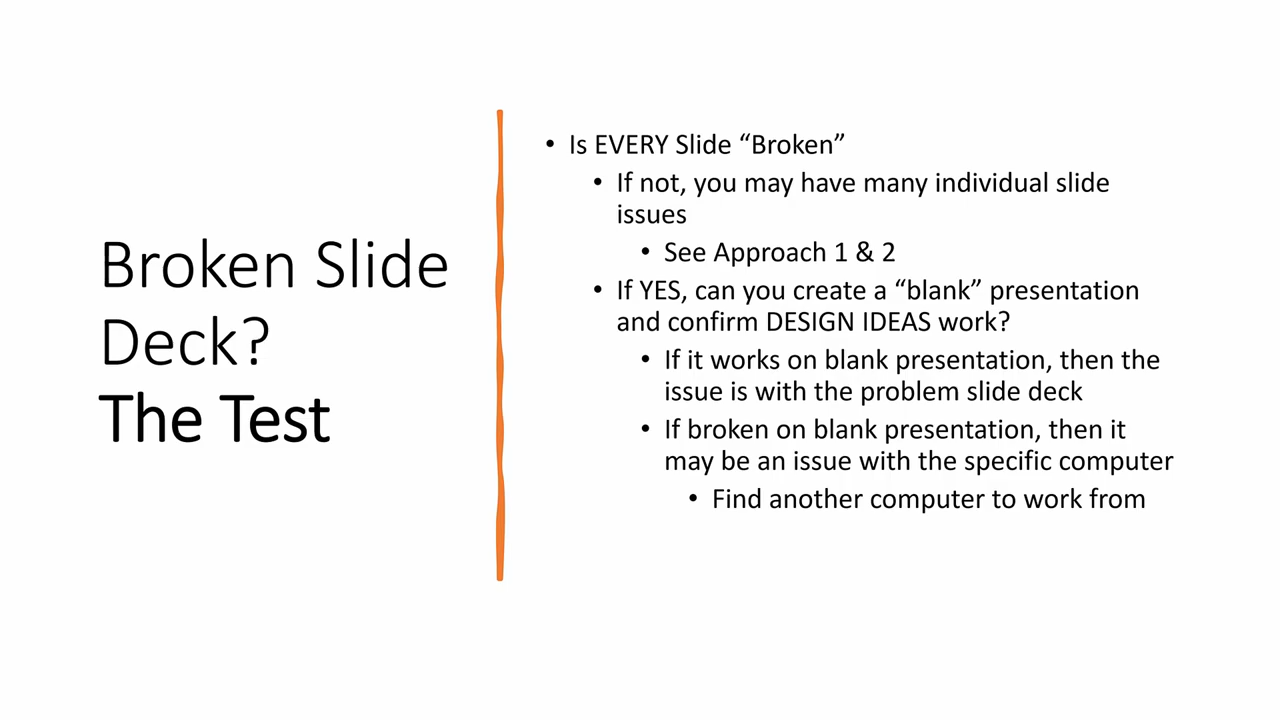 Broken Slide
Deck?
The Test
• Is EVERY Slide “Broken”
• If not, you may have many individual slide
issues
• See Approach 1 & 2
• If YES, can you create a “blank” presentation
and confirm DESIGN IDEAS work?
• If it works on blank presentation, then the
issue is with the problem slide deck
• If broken on blank presentation, then it
may be an issue with the specific computer
• Find another computer to work from